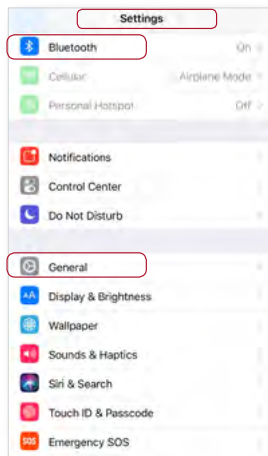 Settings
Bluetooth On
Cellular Airplane Mode
Personal Hotspot Off
Notifications
Control Center
Do Not Disturb
General
AA Display & Brightness
Wallpaper
Sounds & Haptics
Siri & Search
Touch ID & Passcode
SOS Emergency SOS